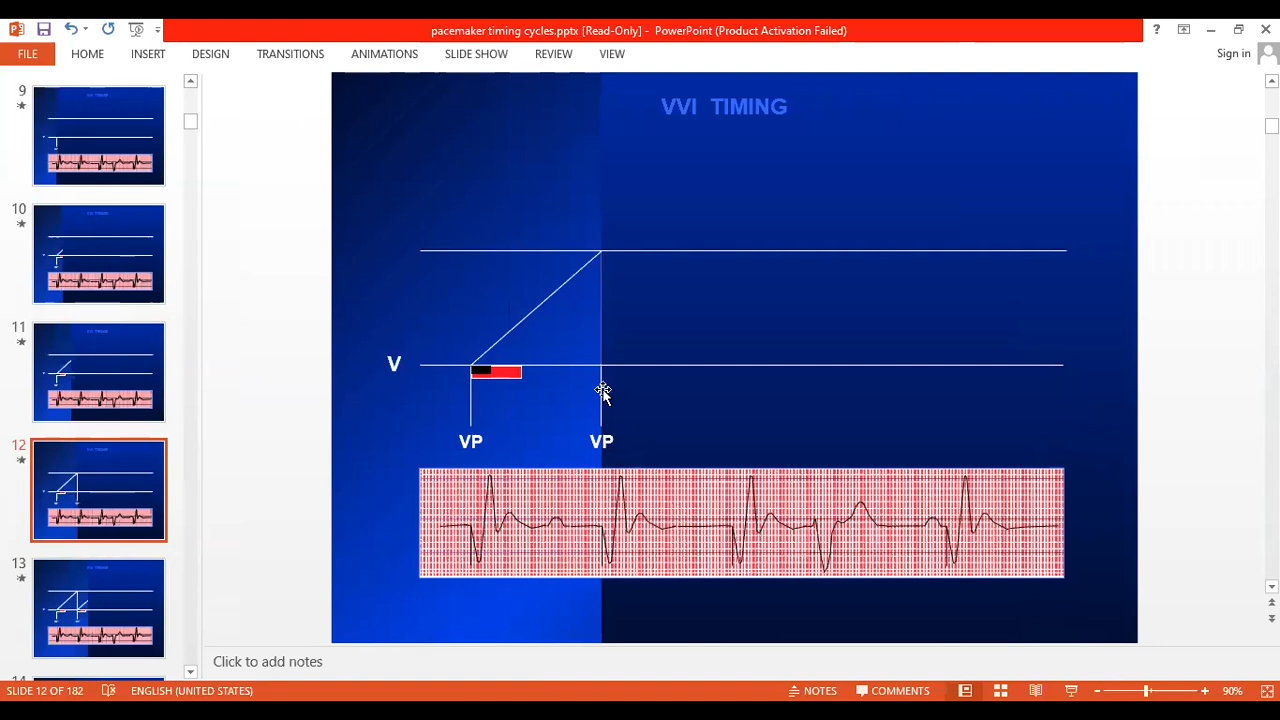 pacemaker timing cycles.pptx [Read-Only] - PowerPoint (Product Activation Failed)
?
FILE HOME INSERT DESIGN TRANSITIONS ANIMATIONS SLIDE SHOW REVIEW VIEW
Sign in
9
10
11
12
13
VVI TIMING
V
VP VP
Click to add notes
SLIDE 12 OF 182 ENGLISH (UNITED STATES) NOTES COMMENTS 90%